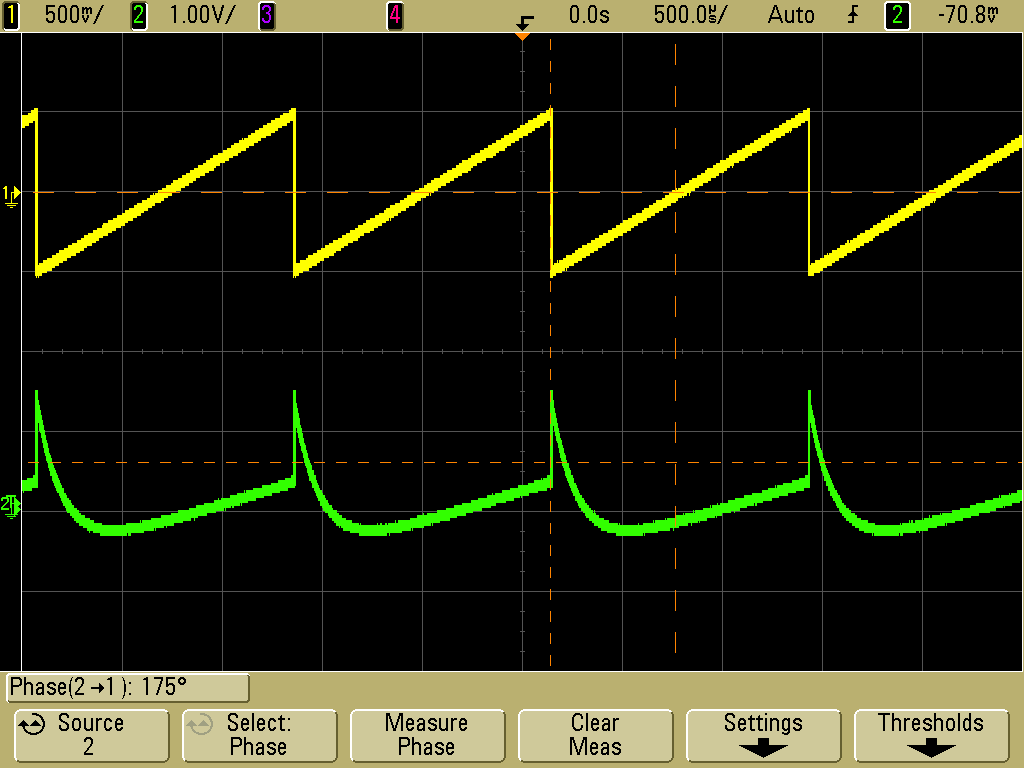 1 500mV/ 2 1.00V/ 3 4 0.0s 500.0µs/ Auto 2 -70.8mV
1
2
Phase(2→1): 175°
Source Select: Measure Clear Settings Thresholds
2 Phase Phase Meas